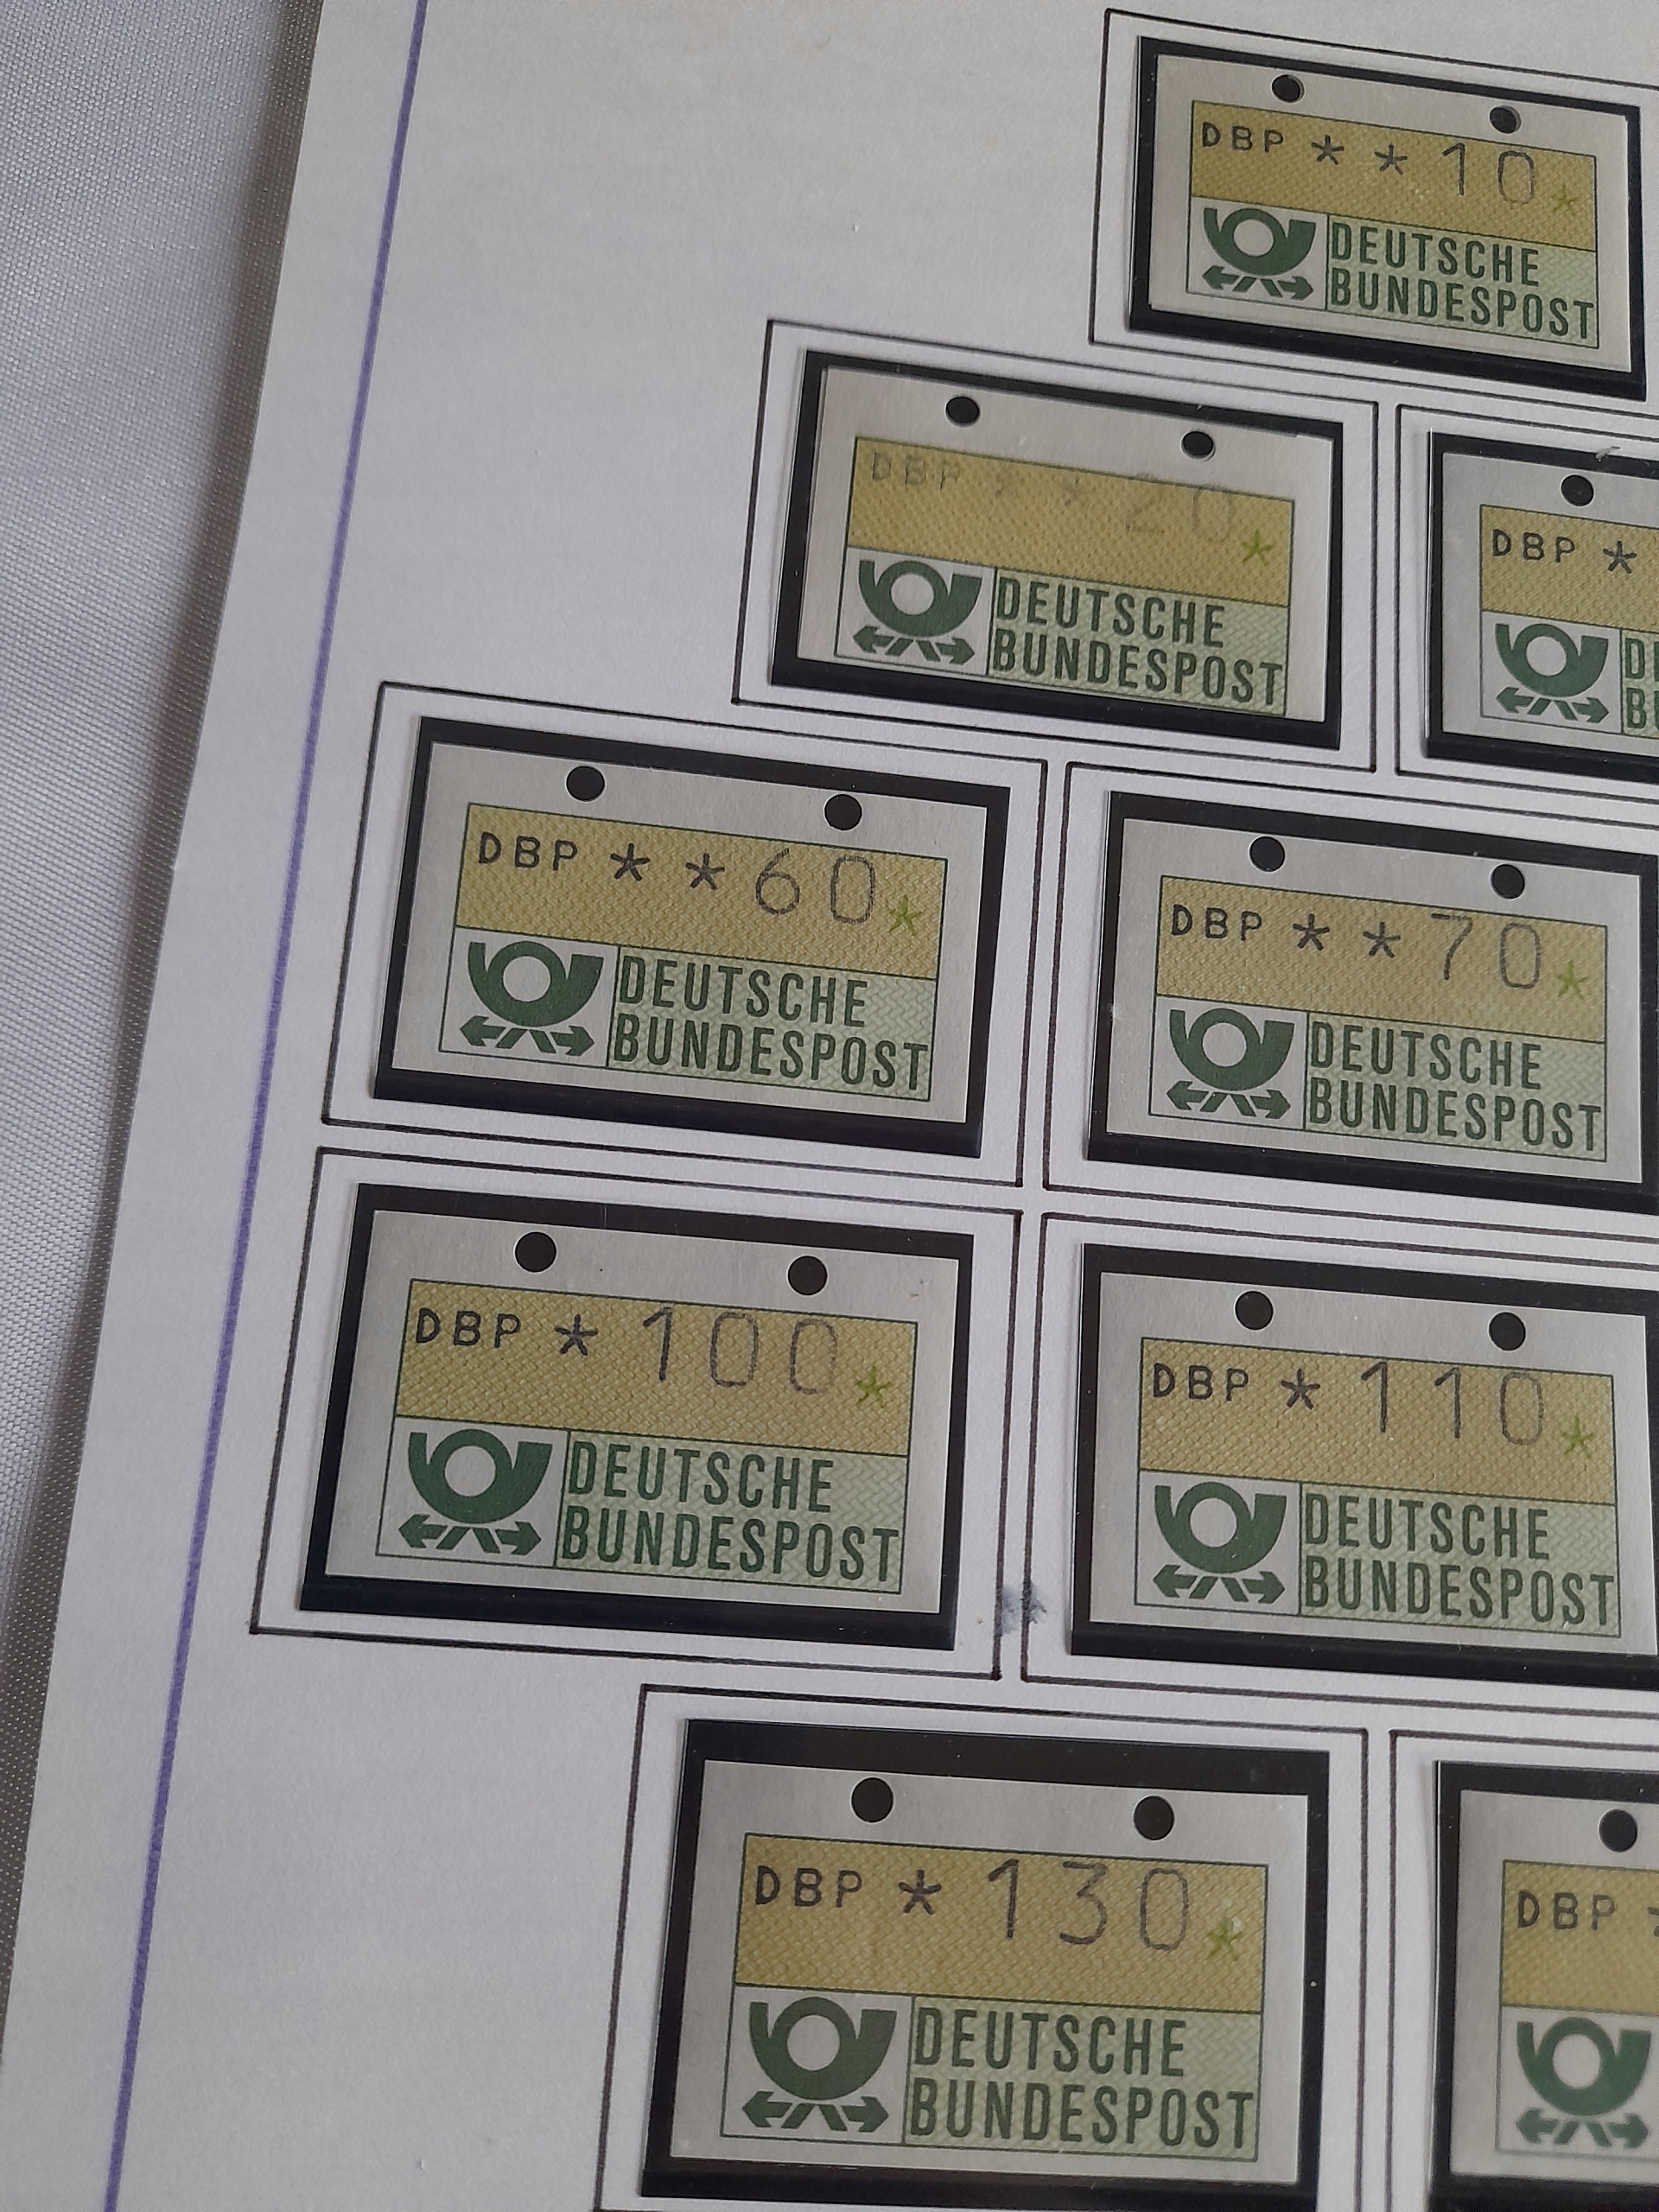 DBP **10*
DEUTSCHE
BUNDESPOST
DBP **20*
DEUTSCHE
BUNDESPOST
DBP *
DBP **60*
DEUTSCHE
BUNDESPOST
DBP **70*
DEUTSCHE
BUNDESPOST
DBP *100*
DEUTSCHE
BUNDESPOST
DBP *110*
DEUTSCHE
BUNDESPOST
DBP *130*
DEUTSCHE
BUNDESPOST
DBP